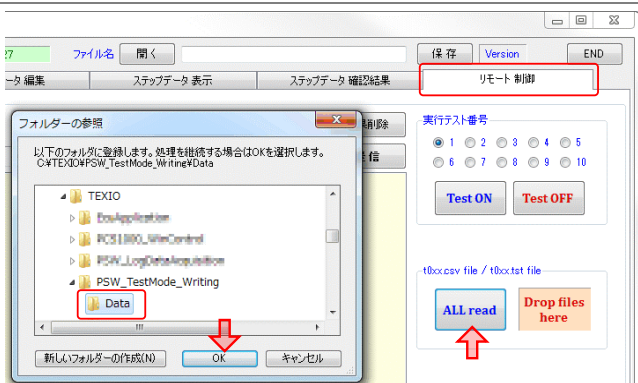 27 ファイル名 開く 保存 Version END
ータ編集 ステップデータ 表示 ステップデータ 確認結果 リモート 制御
フォルダーの参照
以下のフォルダに登録します。処理を継続する場合はOKを選択します。
C:¥TEXIO¥PSW_TestMode_Writing¥Data
TEXIO
PSW_TestMode_Writing
Data
新しいフォルダーの作成(N) OK キャンセル
削除
信
実行テスト番号
1 2 3 4 5
6 7 8 9 10
Test ON Test OFF
t0xx.csv file / t0xx.tst file
ALL read Drop files
here